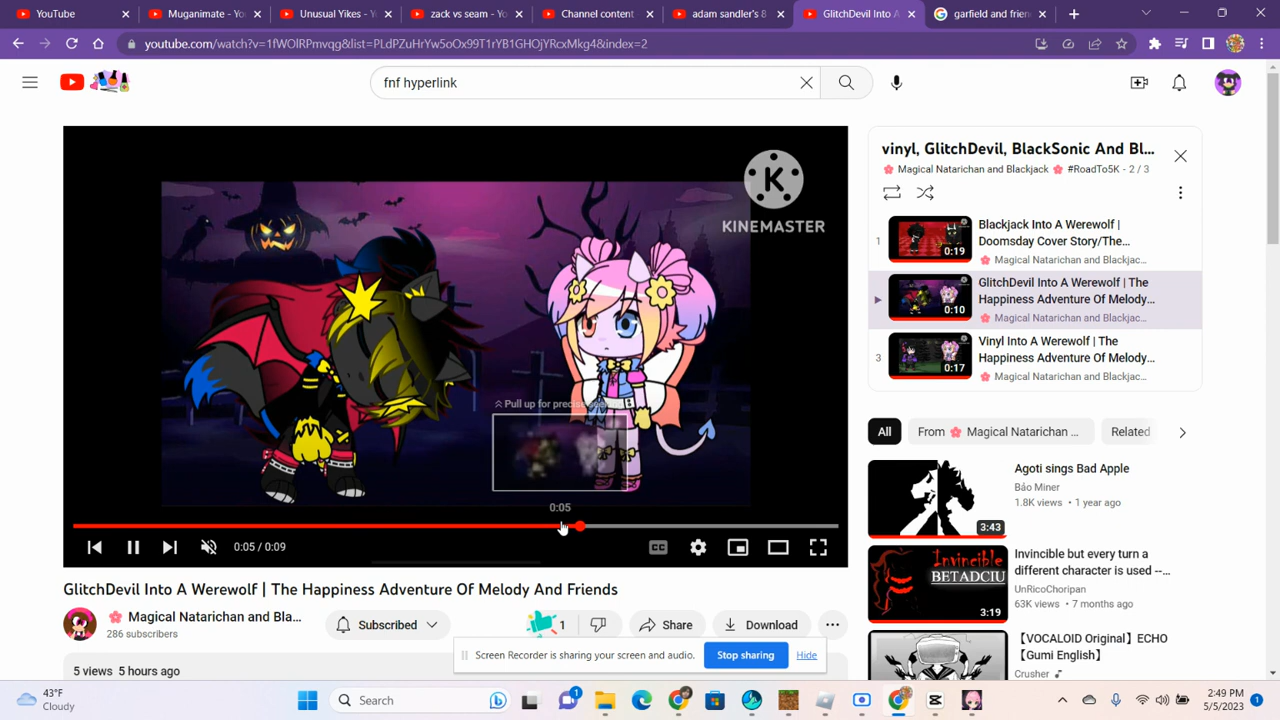 YouTube
Muganimate - Yo
Unusual Yikes - Yo
zack vs seam - Yo
Channel content
adam sandler's 8
GlitchDevil Into A
garfield and frien
youtube.com/watch?v=1fWOlRPmvqg&list=PLdPZuHrYw5oOx99T1rYB1GHOjYRcxMkg4&index=2
fnf hyperlink
K
KINEMASTER
Pull up for precise
0:05
0:05 / 0:09
GlitchDevil Into A Werewolf | The Happiness Adventure Of Melody And Friends
Magical Natarichan and Bla...
286 subscribers
Subscribed
1
Share
Download
5 views 5 hours ago
Screen Recorder is sharing your screen and audio.
Stop sharing
Hide
vinyl, GlitchDevil, BlackSonic And Bl...
Magical Natarichan and Blackjack #RoadTo5K - 2 / 3
1
Blackjack Into A Werewolf |
Doomsday Cover Story/The...
Magical Natarichan and Blackjac...
0:19
GlitchDevil Into A Werewolf | The
Happiness Adventure Of Melody...
Magical Natarichan and Blackjac...
0:10
3
Vinyl Into A Werewolf | The
Happiness Adventure Of Melody...
Magical Natarichan and Blackjac...
0:17
All
From Magical Natarichan ...
Related
Agoti sings Bad Apple
Bảo Miner
1.8K views • 1 year ago
3:43
Invincible
BETADCIU
3:19
Invincible but every turn a
different character is used --...
UnRicoChoripan
63K views • 7 months ago
【VOCALOID Original】ECHO
【Gumi English】
Crusher
43°F
Cloudy
Search
1
2:49 PM
5/5/2023
1